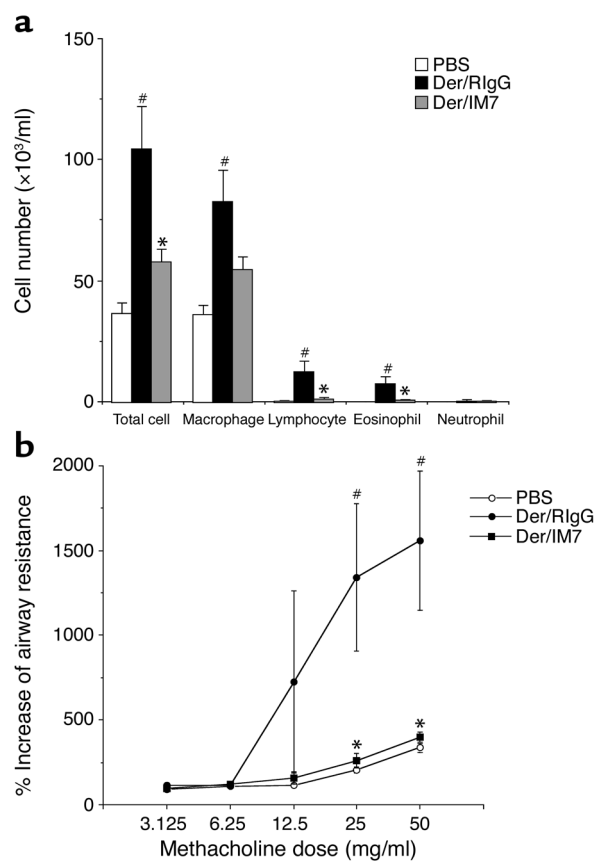 a
150
100
50
0
Cell number (×10³/ml)
PBS
Der/RIgG
Der/IM7
#
*
#
#
*
#
*
Total cell Macrophage Lymphocyte Eosinophil Neutrophil
b
2000
1500
1000
500
0
% Increase of airway resistance
PBS
Der/RIgG
Der/IM7
#
#
*
*
3.125 6.25 12.5 25 50
Methacholine dose (mg/ml)